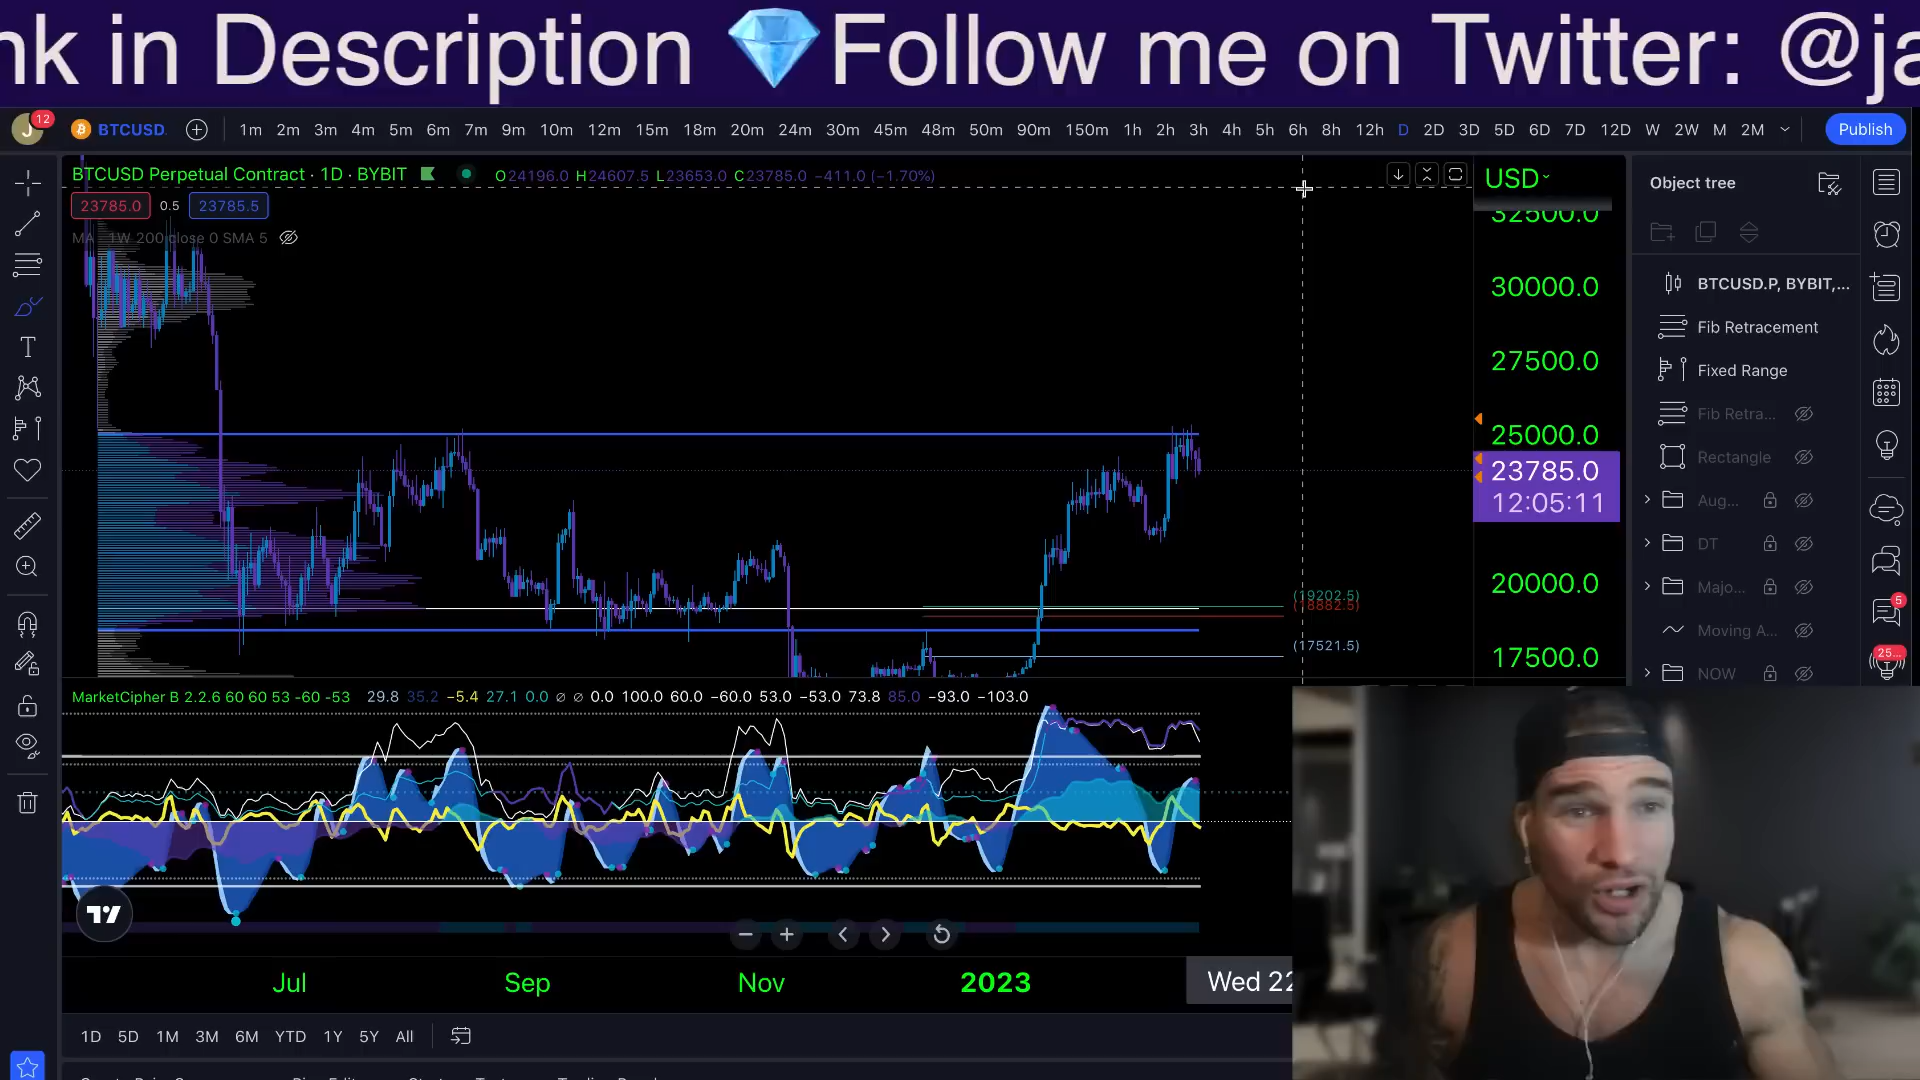 nk in Description 💎Follow me on Twitter: @ja
J 12 BTCUSD 1m 2m 3m 4m 5m 6m 7m 9m 10m 12m 15m 18m 20m 24m 30m 45m 48m 50m 90m 150m 1h 2h 3h 4h 5h 6h 8h 12h D 2D 3D 5D 6D 7D 12D W 2W M 2M Publish
BTCUSD Perpetual Contract · 1D · BYBIT O24196.0 H24607.5 L23653.0 C23785.0 −411.0 (−1.70%)
23785.0 0.5 23785.5
MA 1W 200 close 0 SMA 5
USD
32500.0
30000.0
27500.0
25000.0
23785.0
12:05:11
20000.0
17500.0
(19202.5)
(18882.5)
(17521.5)
Object tree
BTCUSD.P, BYBIT,...
Fib Retracement
Fixed Range
Fib Retra...
Rectangle
Aug...
DT
Majo...
Moving A...
NOW
5
25...
MarketCipher B 2.2.6 60 60 53 -60 -53 29.8 35.2 −5.4 27.1 0.0 ∅ ∅ 0.0 100.0 60.0 −60.0 53.0 −53.0 73.8 85.0 −93.0 −103.0
Jul Sep Nov 2023 Wed 22
1D 5D 1M 3M 6M YTD 1Y 5Y All